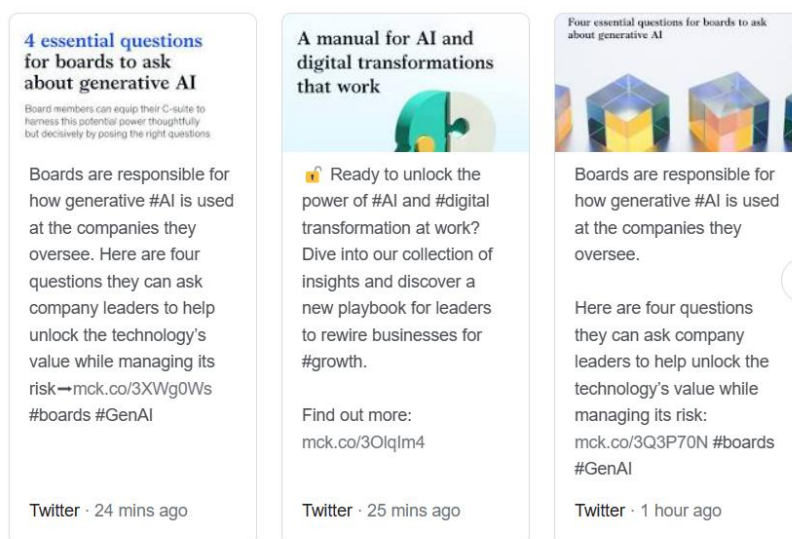 4 essential questions
for boards to ask
about generative AI
Board members can equip their C-suite to
harness this potential power thoughtfully
but decisively by posing the right questions
Boards are responsible for
how generative #AI is used
at the companies they
oversee. Here are four
questions they can ask
company leaders to help
unlock the technology’s
value while managing its
risk➞mck.co/3XWg0Ws
#boards #GenAI
Twitter · 24 mins ago
A manual for AI and
digital transformations
that work
🔓 Ready to unlock the
power of #AI and #digital
transformation at work?
Dive into our collection of
insights and discover a
new playbook for leaders
to rewire businesses for
#growth.
Find out more:
mck.co/3OlqIm4
Twitter · 25 mins ago
Four essential questions for boards to ask
about generative AI
Boards are responsible for
how generative #AI is used
at the companies they
oversee.
Here are four questions
they can ask company
leaders to help unlock the
technology’s value while
managing its risk:
mck.co/3Q3P70N #boards
#GenAI
Twitter · 1 hour ago